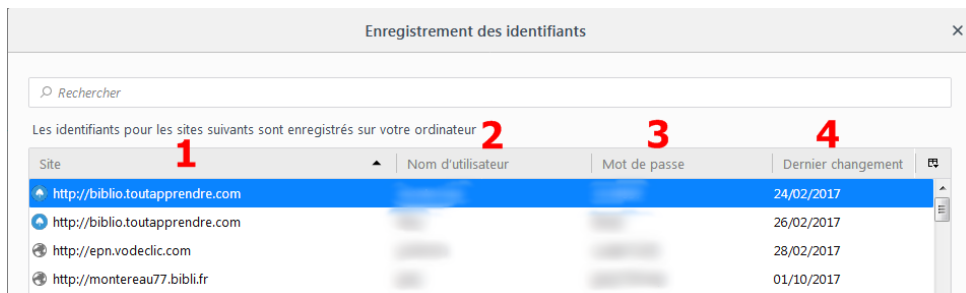 Enregistrement des identifiants
Rechercher
Les identifiants pour les sites suivants sont enregistrés sur votre ordinateur
1 2 3 4
Site Nom d'utilisateur Mot de passe Dernier changement
http://biblio.toutapprendre.com 24/02/2017
http://biblio.toutapprendre.com 26/02/2017
http://epn.vodeclic.com 28/02/2017
http://montereau77.bibli.fr 01/10/2017